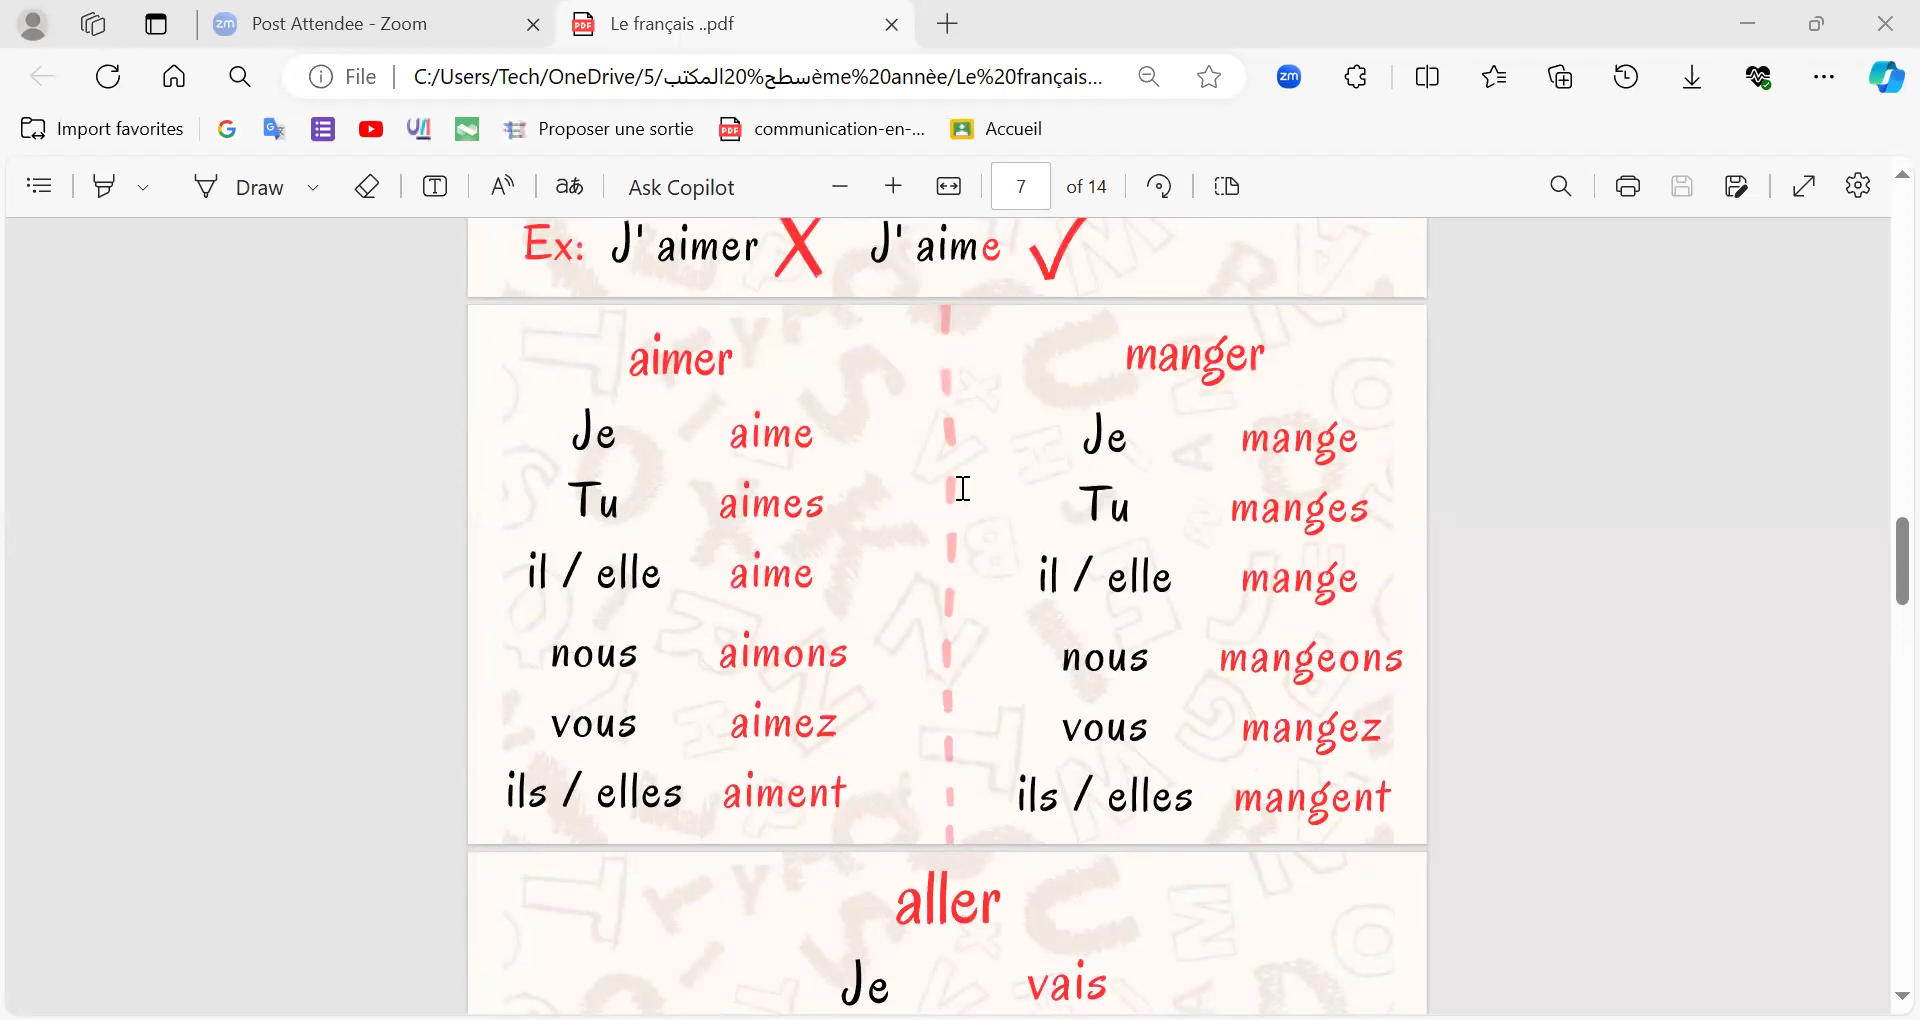 Post Attendee - Zoom
Le français ..pdf
File
C:/Users/Tech/OneDrive/5/سطح%20المكتبème%20annèe/Le%20français...
Import favorites
Proposer une sortie
communication-en-...
Accueil
Draw
Ask Copilot
7 of 14
Ex: J' aimer X J' aime ✓
aimer
Je aime
Tu aimes
il / elle aime
nous aimons
vous aimez
ils / elles aiment
manger
Je mange
Tu manges
il / elle mange
nous mangeons
vous mangez
ils / elles mangent
aller
Je vais